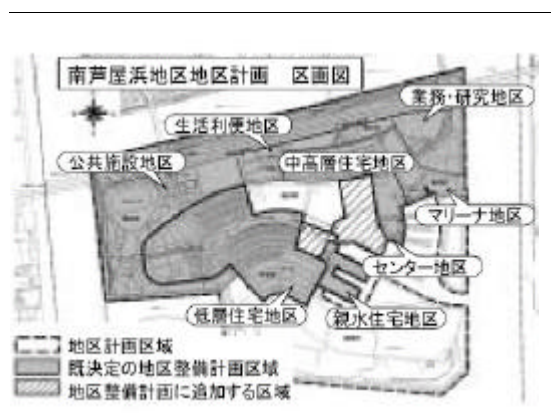 南芦屋浜地区地区計画 区画図
業務・研究地区
生活利便地区
公共施設地区
中高層住宅地区
マリーナ地区
センター地区
低層住宅地区
親水住宅地区
地区計画区域
既決定の地区整備計画区域
地区整備計画に追加する区域